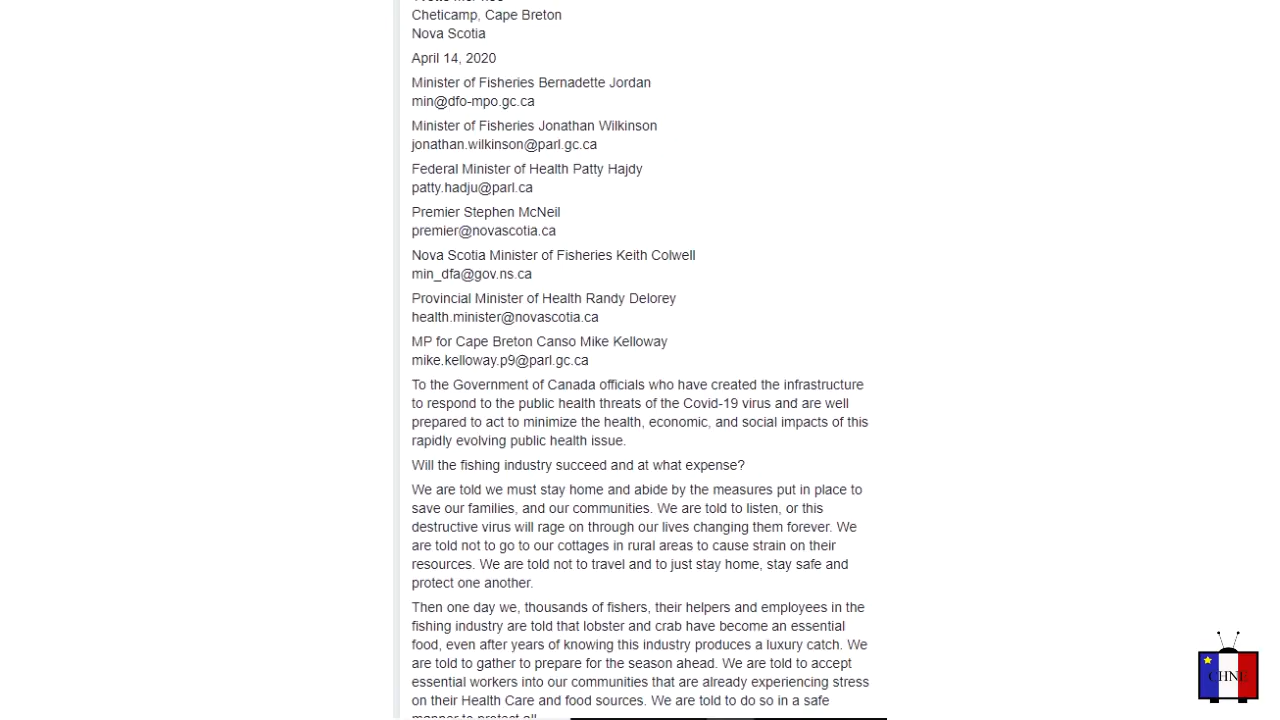 Cheticamp, Cape Breton
Nova Scotia
April 14, 2020
Minister of Fisheries Bernadette Jordan
min@dfo-mpo.gc.ca
Minister of Fisheries Jonathan Wilkinson
jonathan.wilkinson@parl.gc.ca
Federal Minister of Health Patty Hajdy
patty.hadju@parl.ca
Premier Stephen McNeil
premier@novascotia.ca
Nova Scotia Minister of Fisheries Keith Colwell
min_dfa@gov.ns.ca
Provincial Minister of Health Randy Delorey
health.minister@novascotia.ca
MP for Cape Breton Canso Mike Kelloway
mike.kelloway.p9@parl.gc.ca
To the Government of Canada officials who have created the infrastructure
to respond to the public health threats of the Covid-19 virus and are well
prepared to act to minimize the health, economic, and social impacts of this
rapidly evolving public health issue.
Will the fishing industry succeed and at what expense?
We are told we must stay home and abide by the measures put in place to
save our families, and our communities. We are told to listen, or this
destructive virus will rage on through our lives changing them forever. We
are told not to go to our cottages in rural areas to cause strain on their
resources. We are told not to travel and to just stay home, stay safe and
protect one another.
Then one day we, thousands of fishers, their helpers and employees in the
fishing industry are told that lobster and crab have become an essential
food, even after years of knowing this industry produces a luxury catch. We
are told to gather to prepare for the season ahead. We are told to accept
essential workers into our communities that are already experiencing stress
on their Health Care and food sources. We are told to do so in a safe
manner to protect all
CHNE